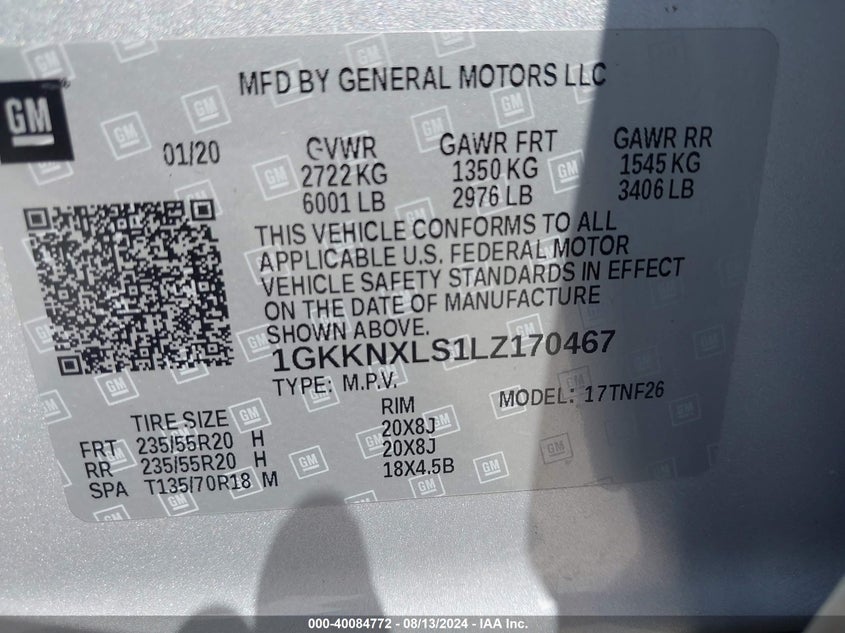 MFD BY GENERAL MOTORS LLC
GM
01/20 GVWR GAWR FRT GAWR RR
2722 KG 1350 KG 1545 KG
6001 LB 2976 LB 3406 LB
THIS VEHICLE CONFORMS TO ALL
APPLICABLE U.S. FEDERAL MOTOR
VEHICLE SAFETY STANDARDS IN EFFECT
ON THE DATE OF MANUFACTURE
SHOWN ABOVE.
1GKKNXLS1LZ170467
TYPE: M.P.V. MODEL: 17TNF26
TIRE SIZE RIM
FRT 235/55R20 H 20X8J
RR 235/55R20 H 20X8J
SPA T135/70R18 M 18X4.5B
000-40084772 - 08/13/2024 - IAA Inc.